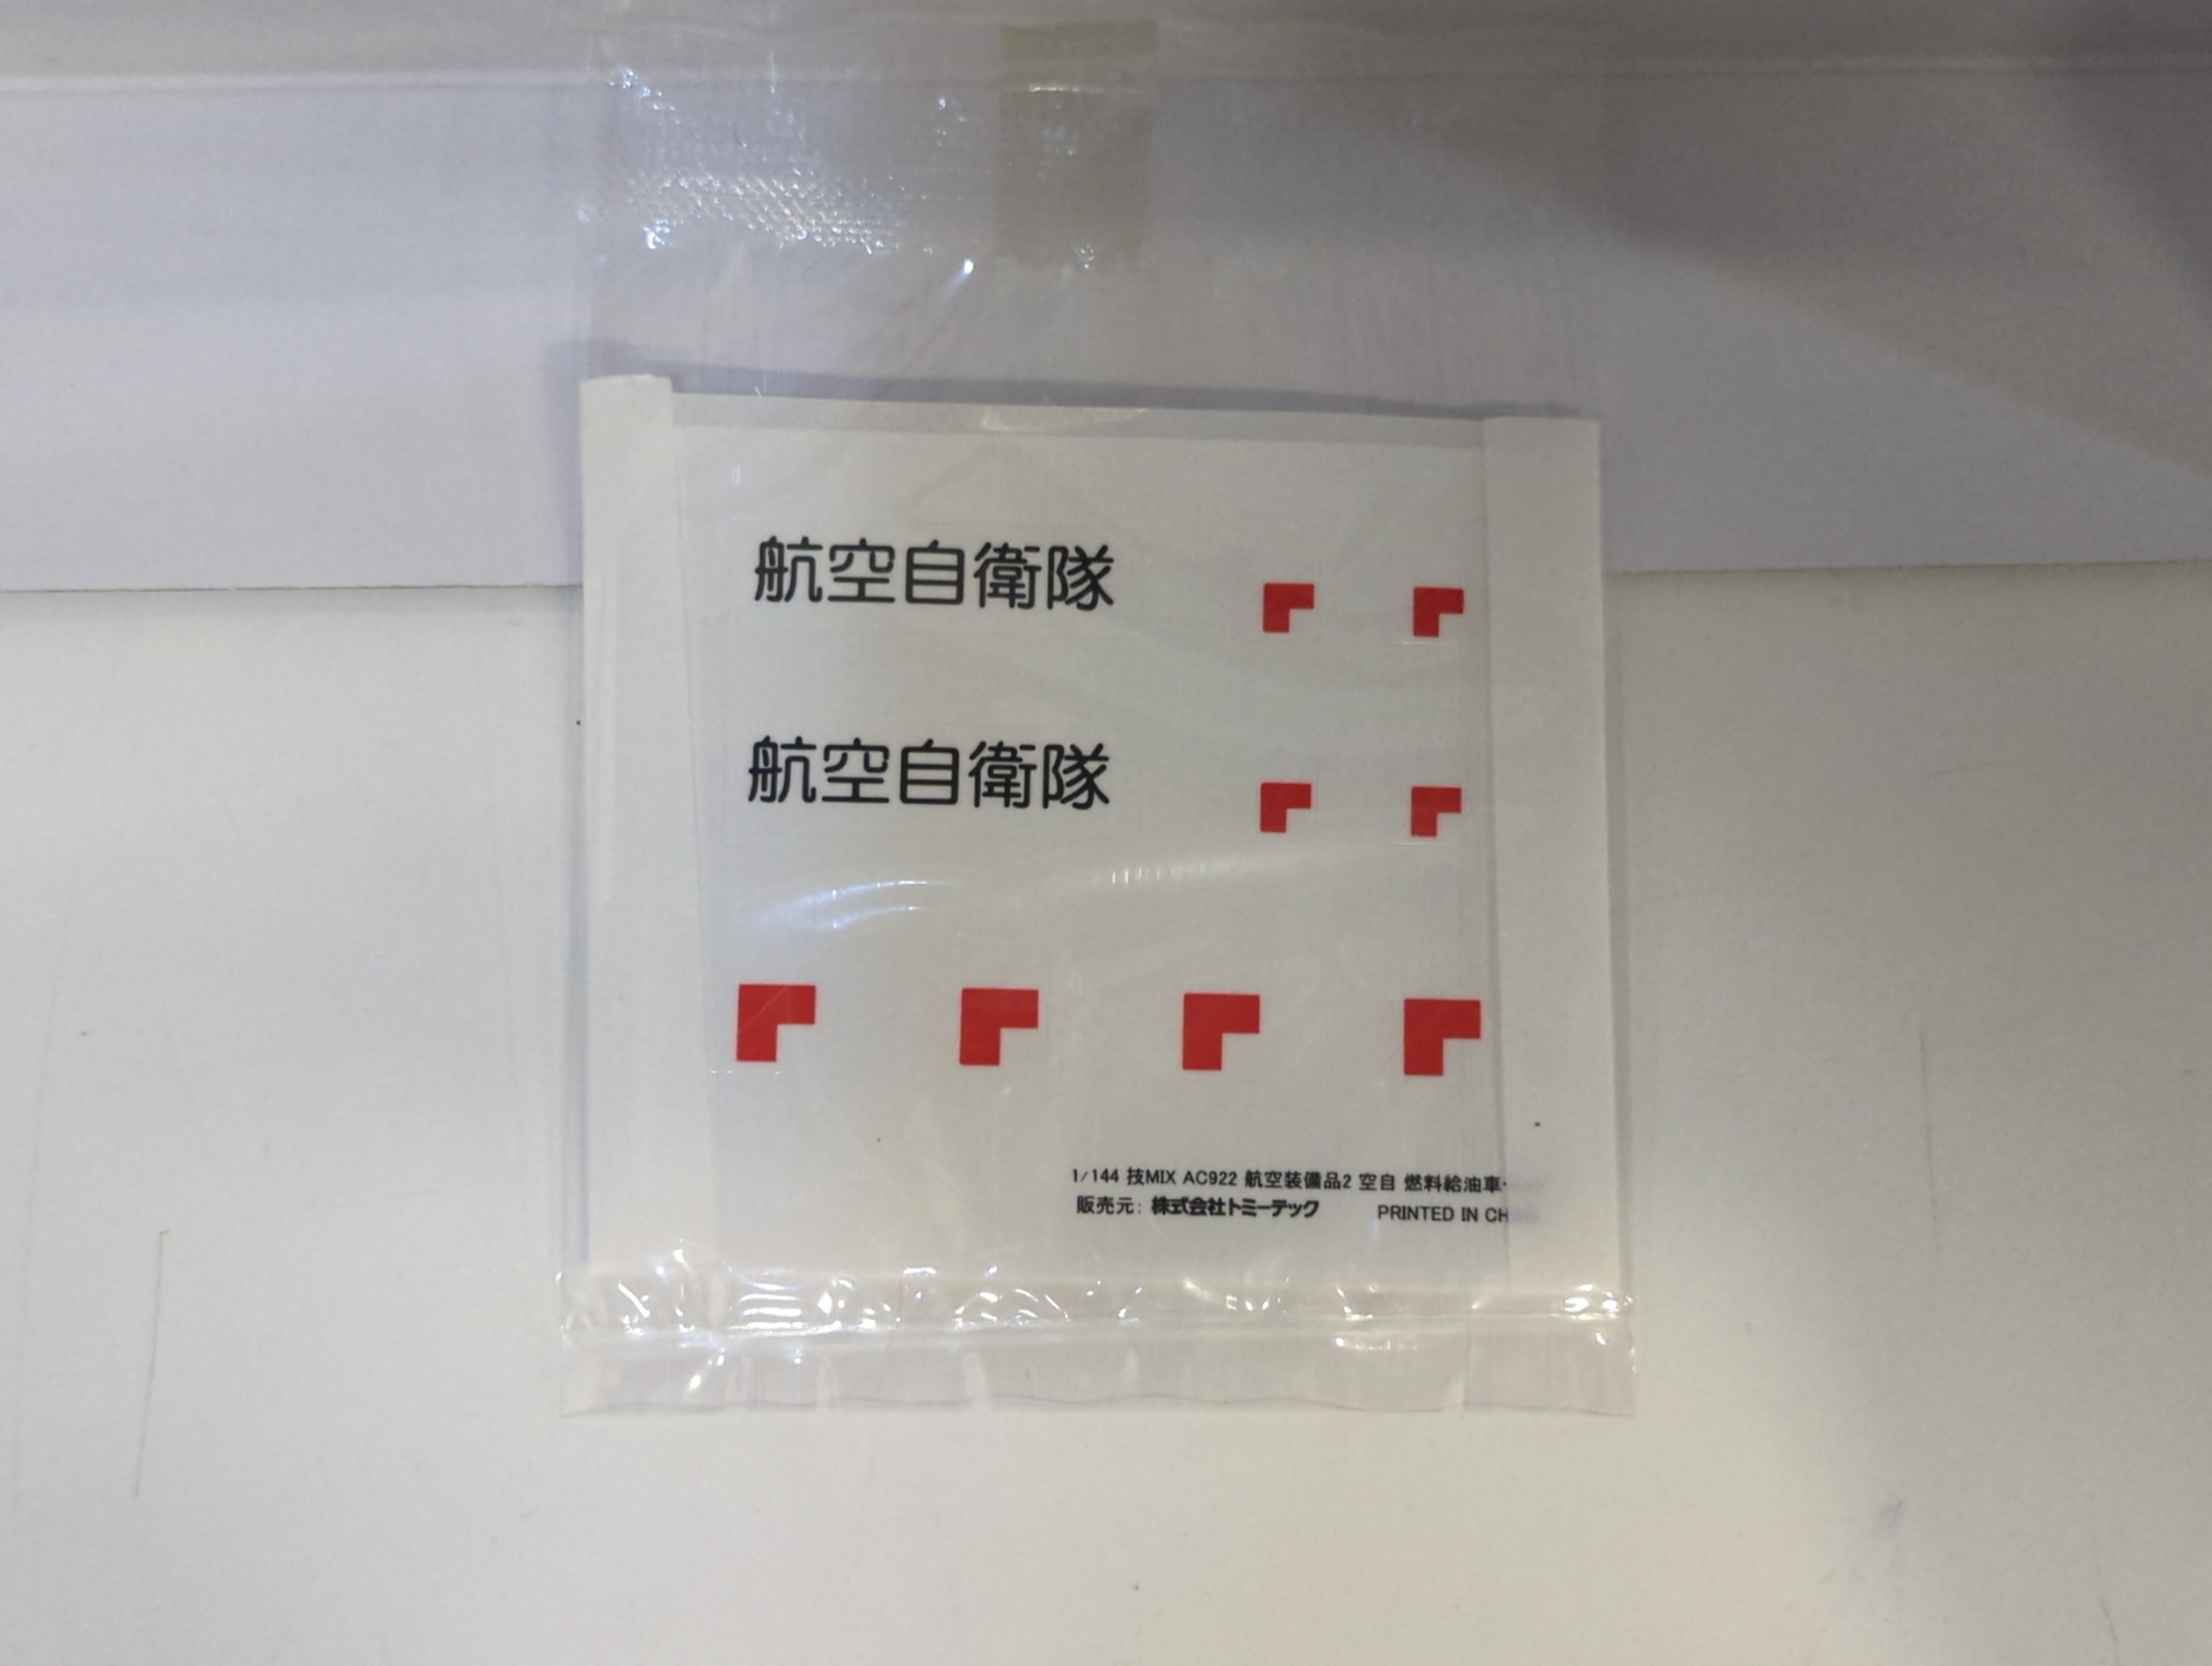 航空自衛隊
航空自衛隊
1/144 技MIX AC922 航空装備品2 空自 燃料給油車
販売元: 株式会社トミーテック PRINTED IN CH